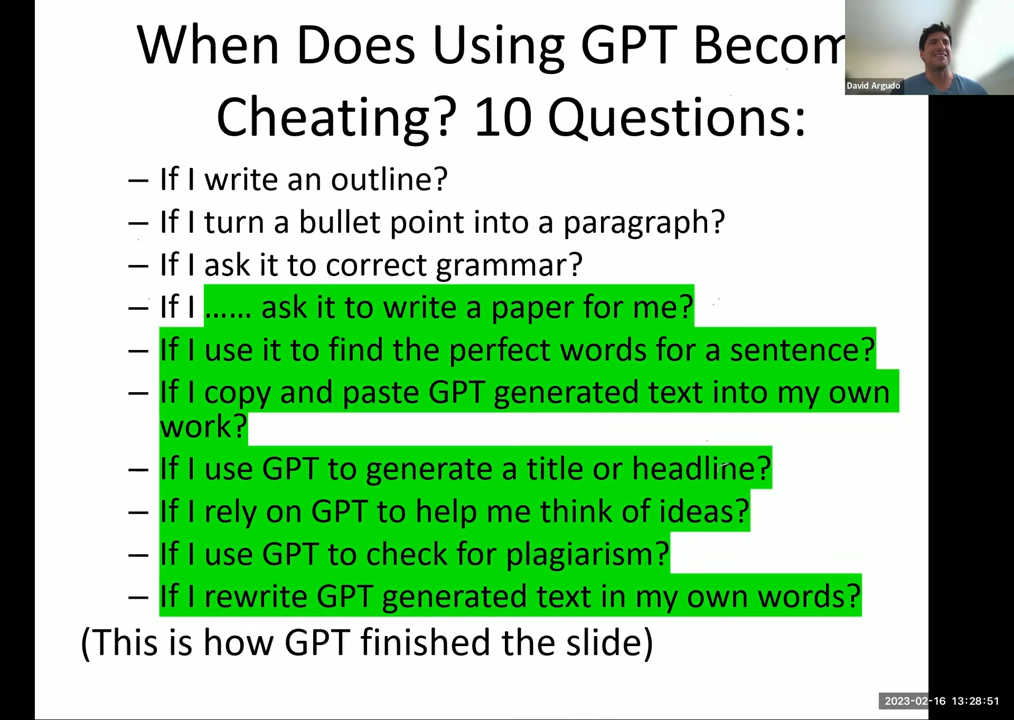 When Does Using GPT Becom
David Argudo
Cheating? 10 Questions:
– If I write an outline?
– If I turn a bullet point into a paragraph?
– If I ask it to correct grammar?
– If I …… ask it to write a paper for me?
– If I use it to find the perfect words for a sentence?
– If I copy and paste GPT generated text into my own
work?
– If I use GPT to generate a title or headline?
– If I rely on GPT to help me think of ideas?
– If I use GPT to check for plagiarism?
– If I rewrite GPT generated text in my own words?
(This is how GPT finished the slide)
2023-02-16 13:28:51